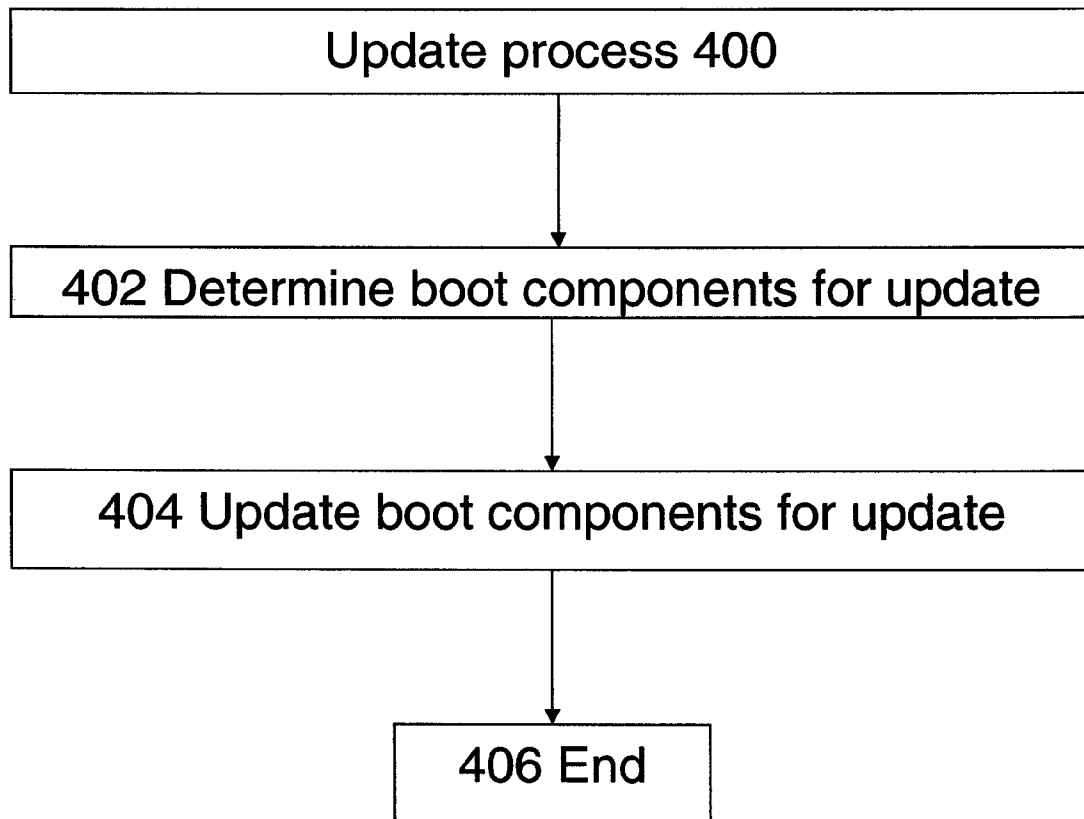 Update process 400
402 Determine boot components for update
404 Update boot components for update
406 End